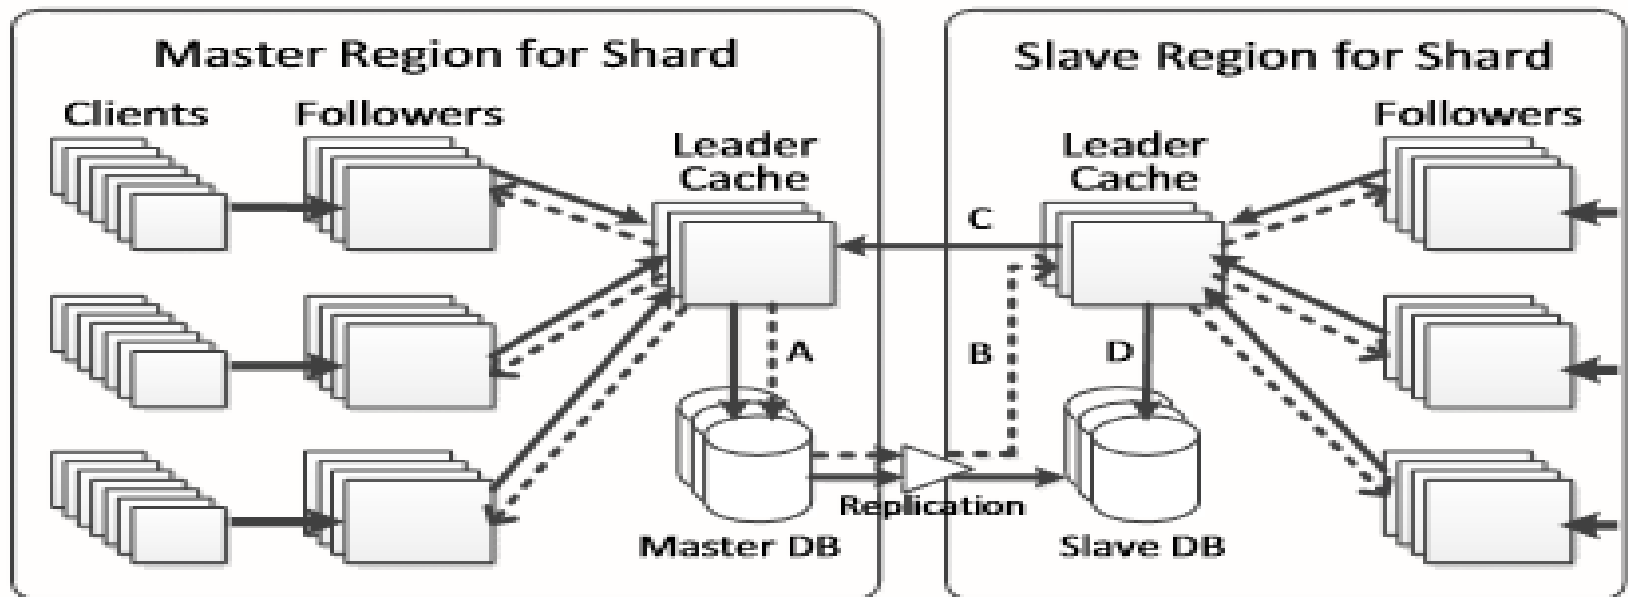 Master Region for Shard
Slave Region for Shard
Clients
Followers
Leader
Cache
Leader
Cache
Followers
C
A
B
D
Replication
Master DB
Slave DB